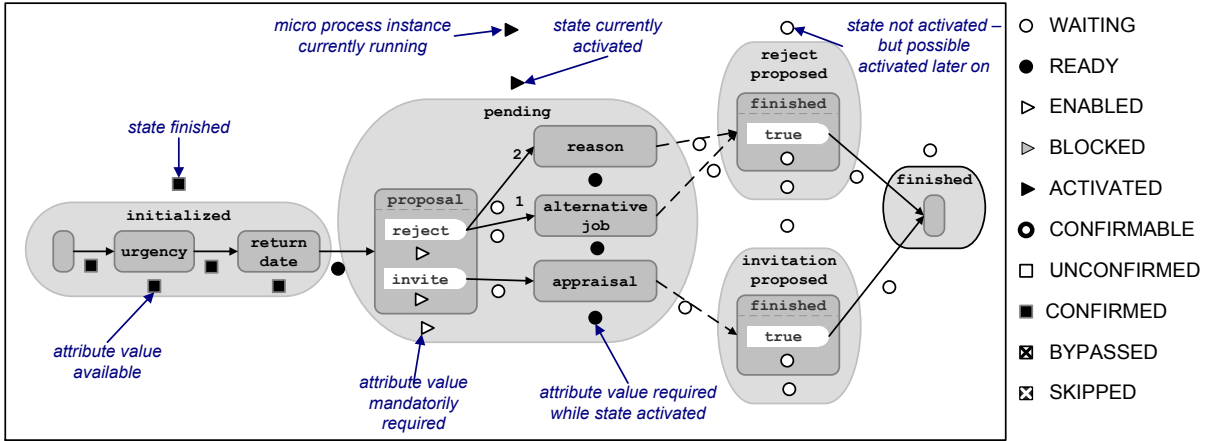 micro process instance
currently running
state currently
activated
state not activated –
but possible
activated later on
state finished
initialized
urgency
return
date
attribute value
available
pending
proposal
reject
invite
2
1
reason
alternative
job
appraisal
attribute value
mandatorily
required
attribute value required
while state activated
reject
proposed
finished
true
invitation
proposed
finished
true
finished
WAITING
READY
ENABLED
BLOCKED
ACTIVATED
CONFIRMABLE
UNCONFIRMED
CONFIRMED
BYPASSED
SKIPPED